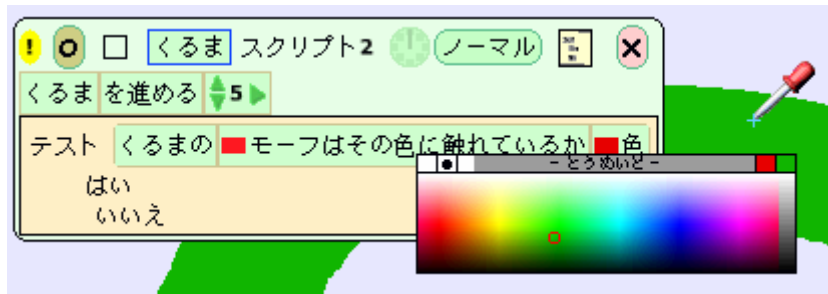 ! くるま スクリプト2 ノーマル
くるま を進める 5
テスト くるまの モーフはその色に触れているか 色
- とうめいど -
はい
いいえ